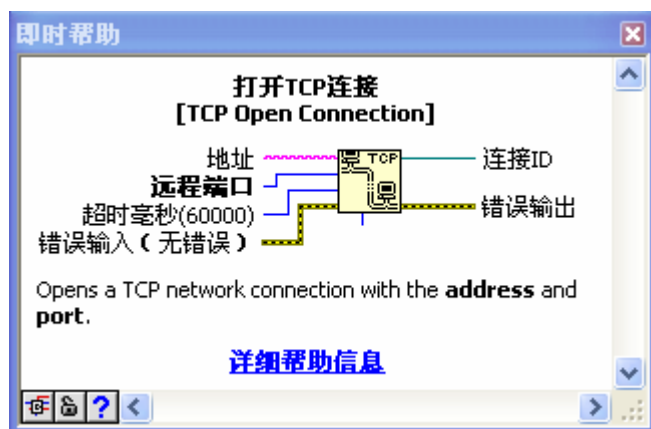 即时帮助
打开TCP连接
[TCP Open Connection]
地址
TCP
连接ID
远程端口
超时毫秒(60000)
错误输出
错误输入(无错误)
Opens a TCP network connection with the address and
port.
详细帮助信息
?